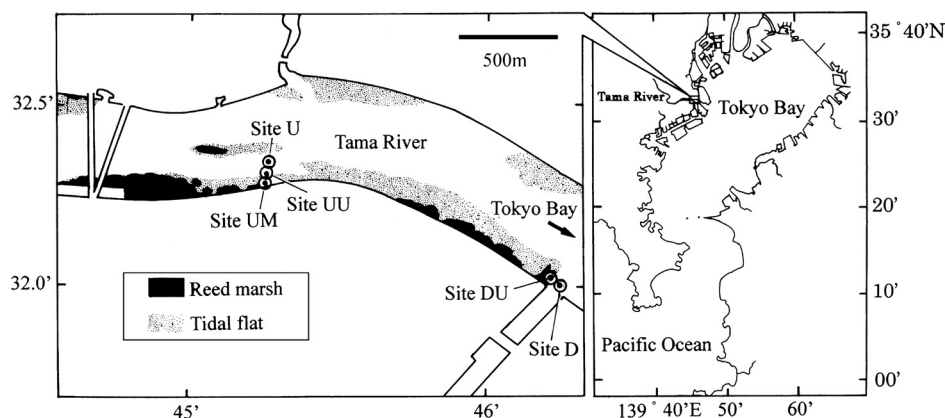 500m
32.5'
Site U
Tama River
Site UU
Site UM
Tokyo Bay
Site DU
Site D
32.0'
Reed marsh
Tidal flat
45'
46'
35°40'N
Tama River
Tokyo Bay
30'
20'
10'
Pacific Ocean
00'
139°40'E
50'
60'